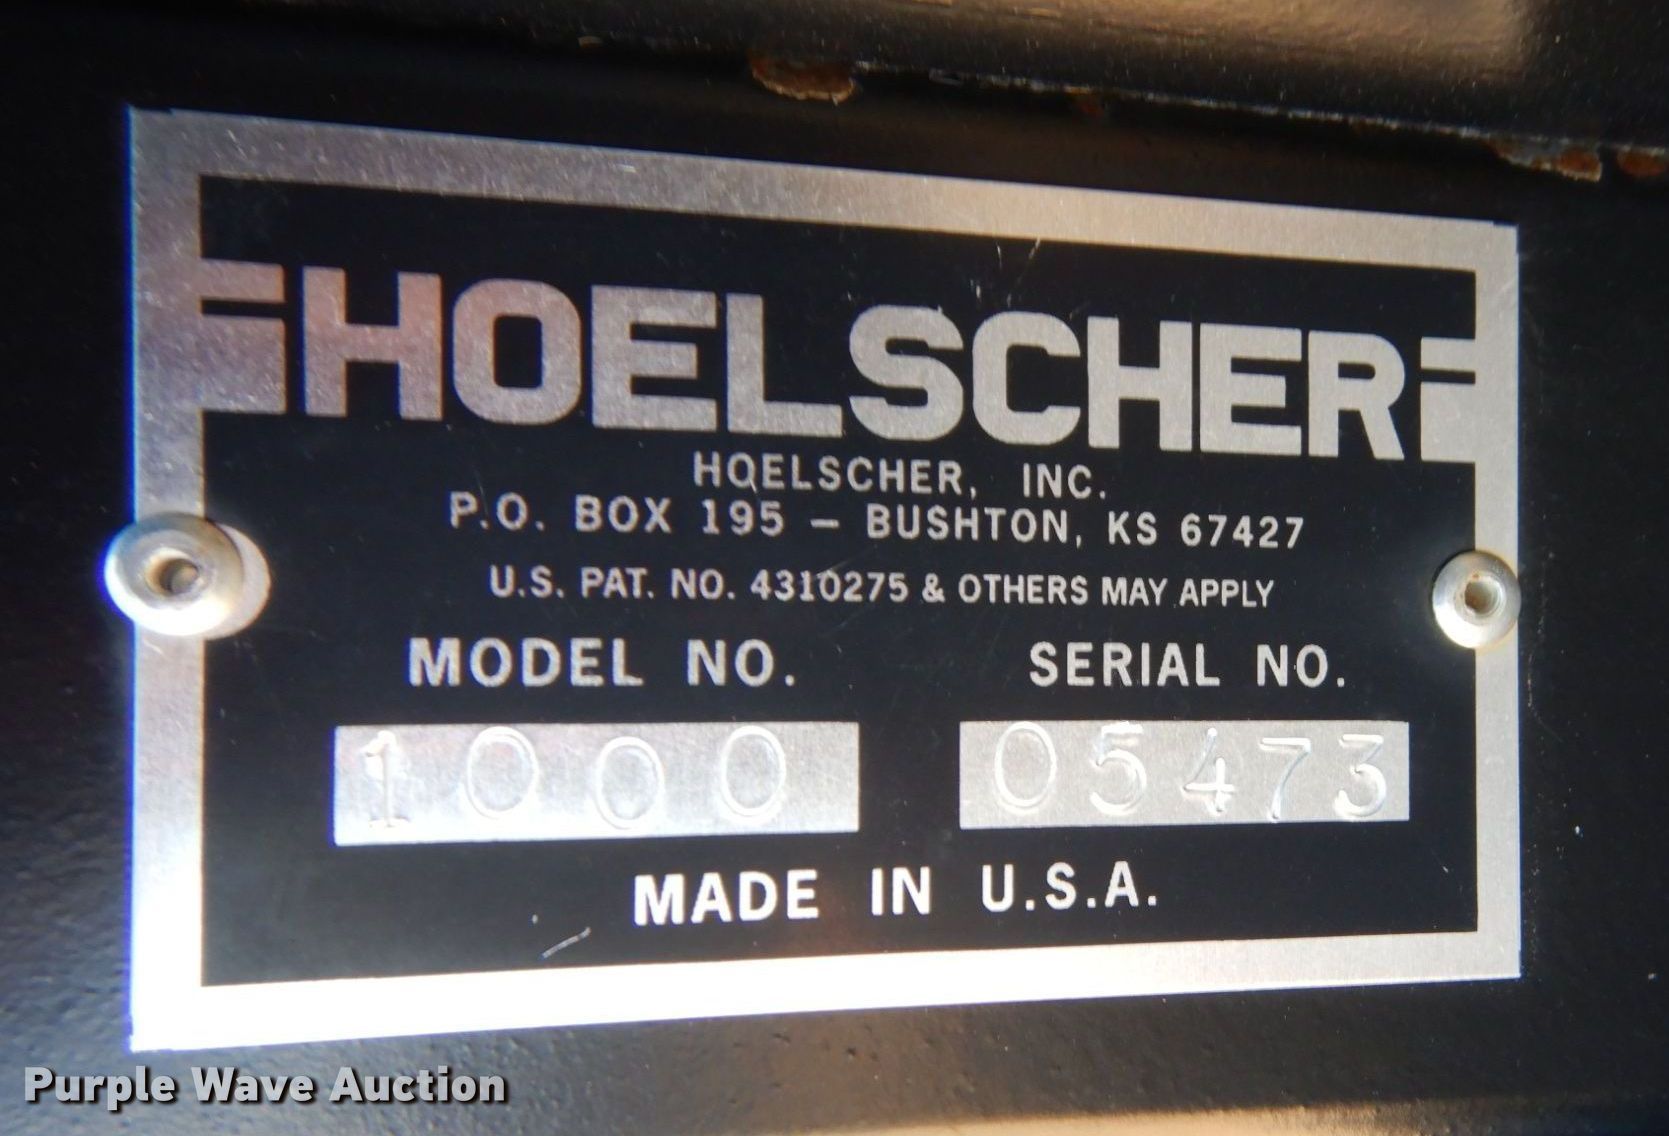 HOELSCHER
HOELSCHER, INC.
P.O. BOX 195 – BUSHTON, KS 67427
U.S. PAT. NO. 4310275 & OTHERS MAY APPLY
MODEL NO. SERIAL NO.
1000 05473
MADE IN U.S.A.
Purple Wave Auction